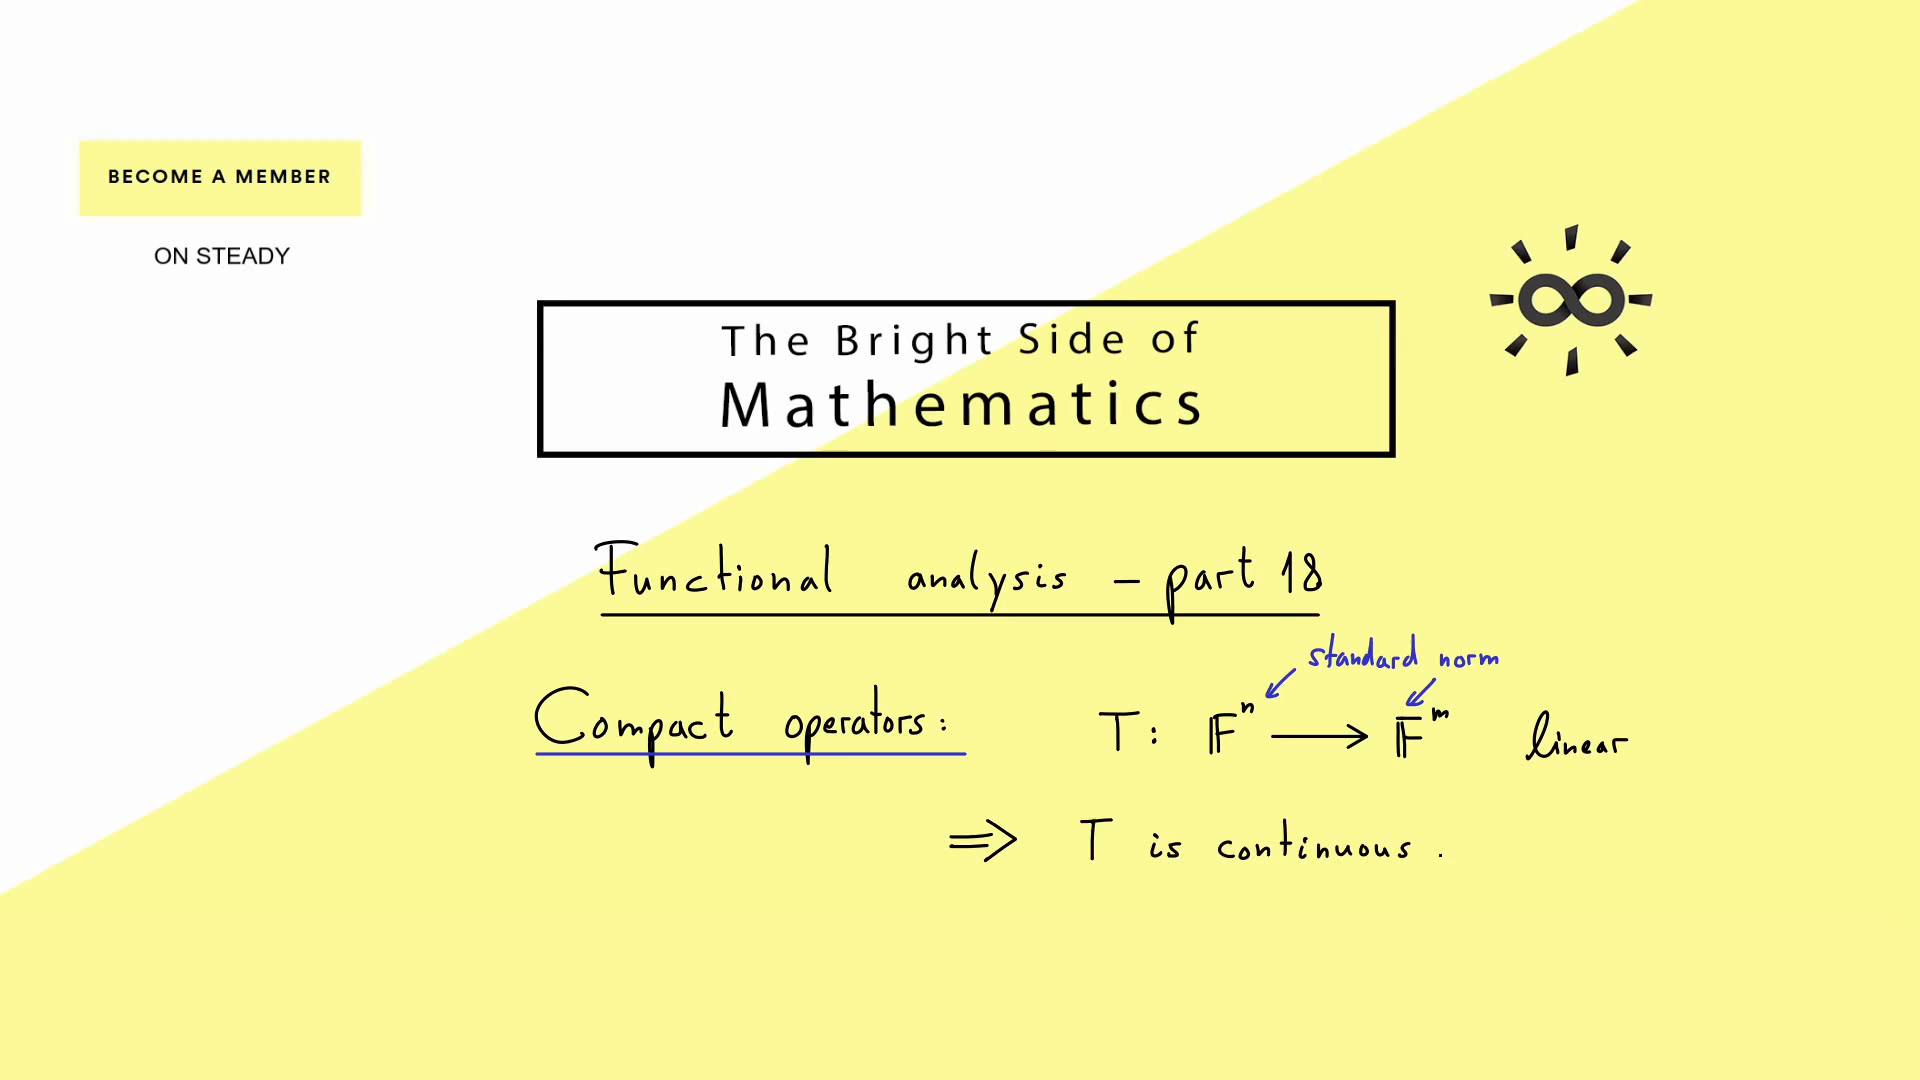 BECOME A MEMBER
ON STEADY
The Bright Side of
Mathematics
Functional analysis – part 18
standard norm
Compact operators: T: 𝔽ⁿ ⟶ 𝔽ᵐ linear
⇒ T is continuous.